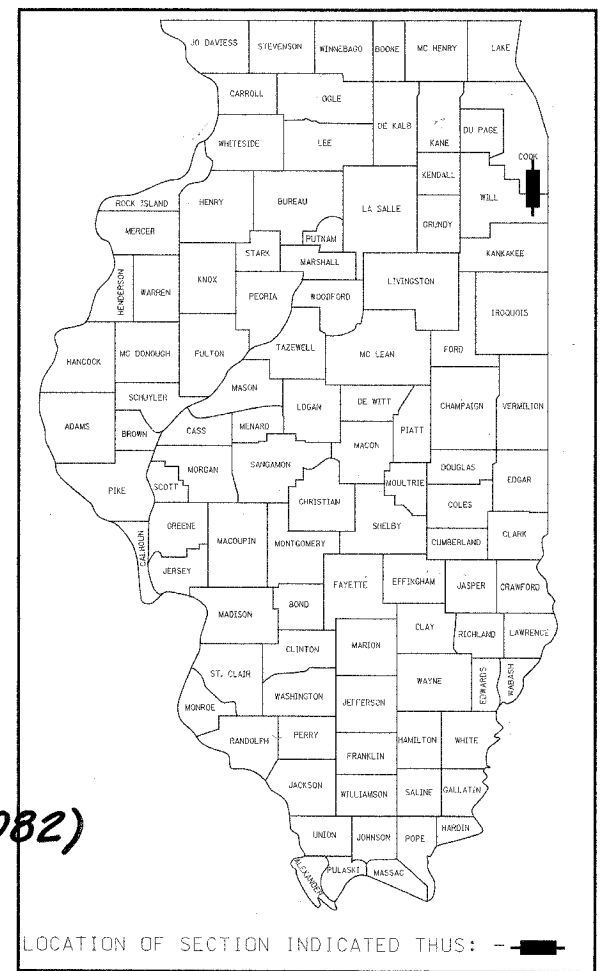 JO DAVIESS STEVENSON WINNEBAGO BOONE MC HENRY LAKE
CARROLL OGLE DE KALB KANE DU PAGE COOK
WHITESIDE LEE KENDALL WILL
ROCK ISLAND HENRY BUREAU LA SALLE GRUNDY
MERCER PUTNAM KANKAKEE
HENDERSON WARREN KNOX STARK MARSHALL LIVINGSTON
PEORIA WOODFORD IROQUOIS
HANCOCK MC DONOUGH FULTON TAZEWELL MC LEAN FORD
SCHUYLER MASON LOGAN DE WITT CHAMPAIGN VERMILION
ADAMS BROWN CASS MENARD MACON PIATT
MORGAN SANGAMON DOUGLAS EDGAR
PIKE SCOTT CHRISTIAN MOULTRIE COLES
GREENE MACOUPIN MONTGOMERY SHELBY CUMBERLAND CLARK
CALHOUN JERSEY FAYETTE EFFINGHAM JASPER CRAWFORD
MADISON BOND CLAY RICHLAND LAWRENCE
CLINTON MARION
ST. CLAIR WAYNE EDWARDS WABASH
WASHINGTON JEFFERSON
MONROE RANDOLPH PERRY HAMILTON WHITE
FRANKLIN
JACKSON WILLIAMSON SALINE GALLATIN
082)
UNION JOHNSON POPE HARDIN
ALEXANDER PULASKI MASSAC
LOCATION OF SECTION INDICATED THUS: -